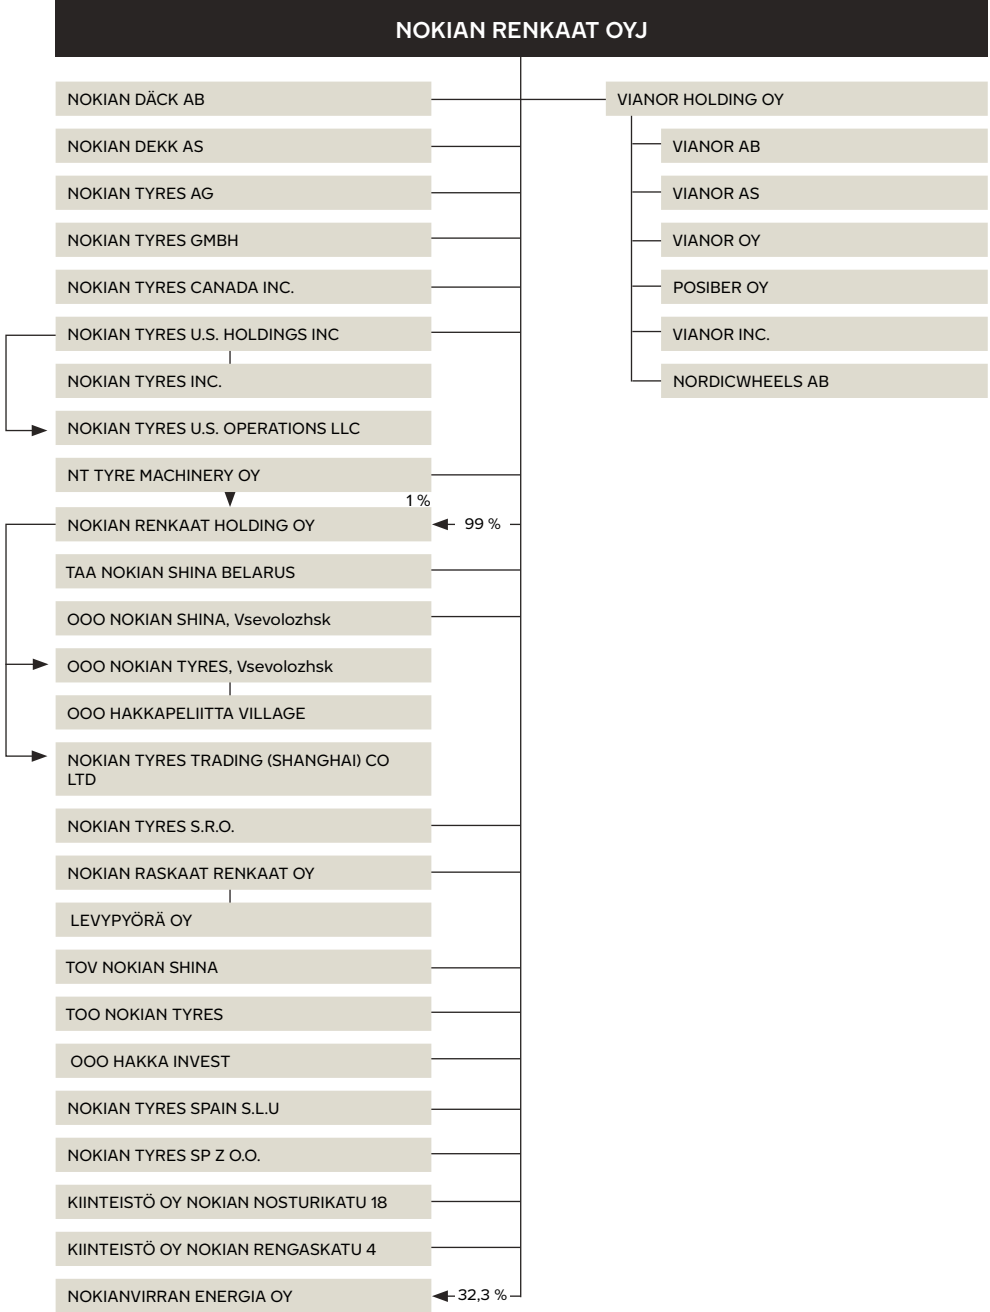 NOKIAN RENKAAT OYJ
NOKIAN DÄCK AB
NOKIAN DEKK AS
NOKIAN TYRES AG
NOKIAN TYRES GMBH
NOKIAN TYRES CANADA INC.
NOKIAN TYRES U.S. HOLDINGS INC
NOKIAN TYRES INC.
NOKIAN TYRES U.S. OPERATIONS LLC
NT TYRE MACHINERY OY
1 %
NOKIAN RENKAAT HOLDING OY
99 %
TAA NOKIAN SHINA BELARUS
OOO NOKIAN SHINA, Vsevolozhsk
OOO NOKIAN TYRES, Vsevolozhsk
OOO HAKKAPELIITTA VILLAGE
NOKIAN TYRES TRADING (SHANGHAI) CO
LTD
NOKIAN TYRES S.R.O.
NOKIAN RASKAAT RENKAAT OY
LEVYPYÖRÄ OY
TOV NOKIAN SHINA
TOO NOKIAN TYRES
OOO HAKKA INVEST
NOKIAN TYRES SPAIN S.L.U
NOKIAN TYRES SP Z O.O.
KIINTEISTÖ OY NOKIAN NOSTURIKATU 18
KIINTEISTÖ OY NOKIAN RENGASKATU 4
NOKIANVIRRAN ENERGIA OY
32,3 %
VIANOR HOLDING OY
VIANOR AB
VIANOR AS
VIANOR OY
POSIBER OY
VIANOR INC.
NORDICWHEELS AB